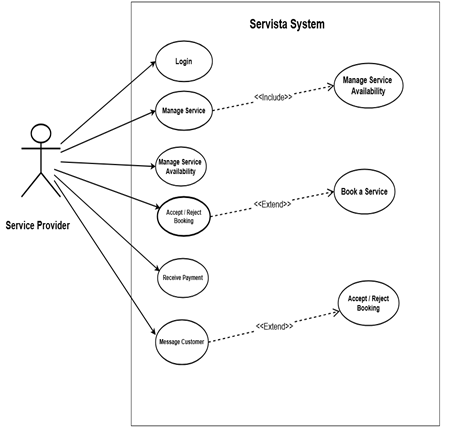 Servista System
Login
Manage Service
<<Include>>
Manage Service
Availability
Manage Service
Availability
Service Provider
Accept / Reject
Booking
<<Extend>>
Book a Service
Receive Payment
Message Customer
<<Extend>>
Accept / Reject
Booking